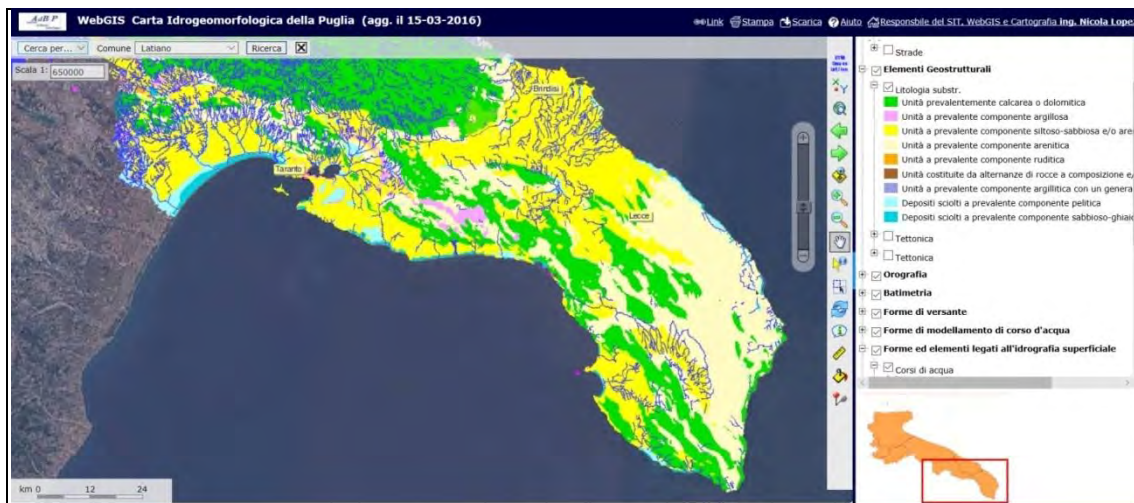 AdB P
WebGIS Carta Idrogeomorfologica della Puglia (agg. il 15-03-2016)
Link Stampa Scarica Aiuto Responsbile del SIT, WebGIS e Cartografia ing. Nicola Lopez
Cerca per... Comune Latiano Ricerca
Scala 1: 650000
Brindisi
Taranto
Lecce
km 0 12 24
Strade
Elementi Geostrutturali
Litologia substr.
Unità prevalentemente calcarea o dolomitica
Unità a prevalente componente argillosa
Unità a prevalente componente siltoso-sabbiosa e/o are
Unità a prevalente componente arenitica
Unità a prevalente componente ruditica
Unità costituite da alternanze di rocce a composizione e/
Unità a prevalente componente argillitica con un genera
Depositi sciolti a prevalente componente pelitica
Depositi sciolti a prevalente componente sabbioso-ghiaio
Tettonica
Tettonica
Orografia
Batimetria
Forme di versante
Forme di modellamento di corso d'acqua
Forme ed elementi legati all'idrografia superficiale
Corsi di acqua